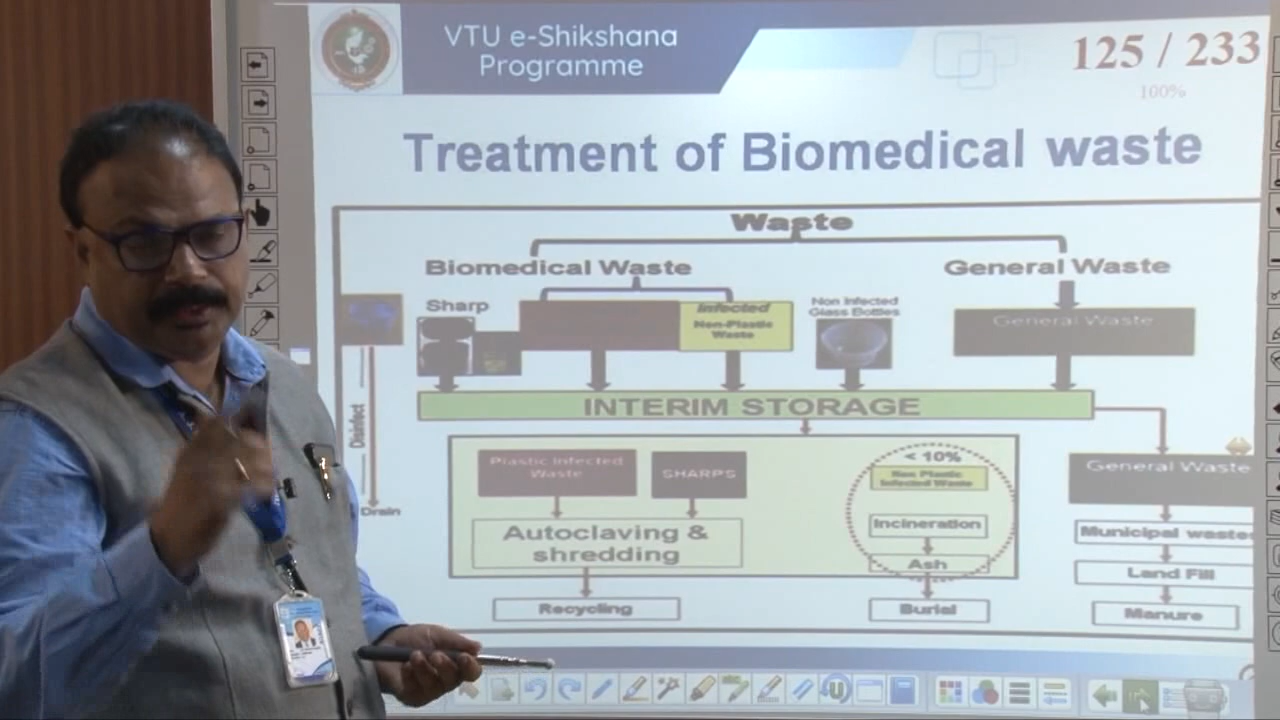 VTU e-Shikshana
Programme
125 / 233
100%
Treatment of Biomedical waste
Waste
Biomedical Waste
General Waste
Sharp
Infected
Non-Plastic
Waste
Non Infected
Glass Bottles
General Waste
Disinfect
Drain
INTERIM STORAGE
Plastic Infected
Waste
SHARPS
< 10%
Non Plastic
Infected Waste
General Waste
Autoclaving &
shredding
Incineration
Ash
Municipal waste
Land Fill
Manure
Recycling
Burial